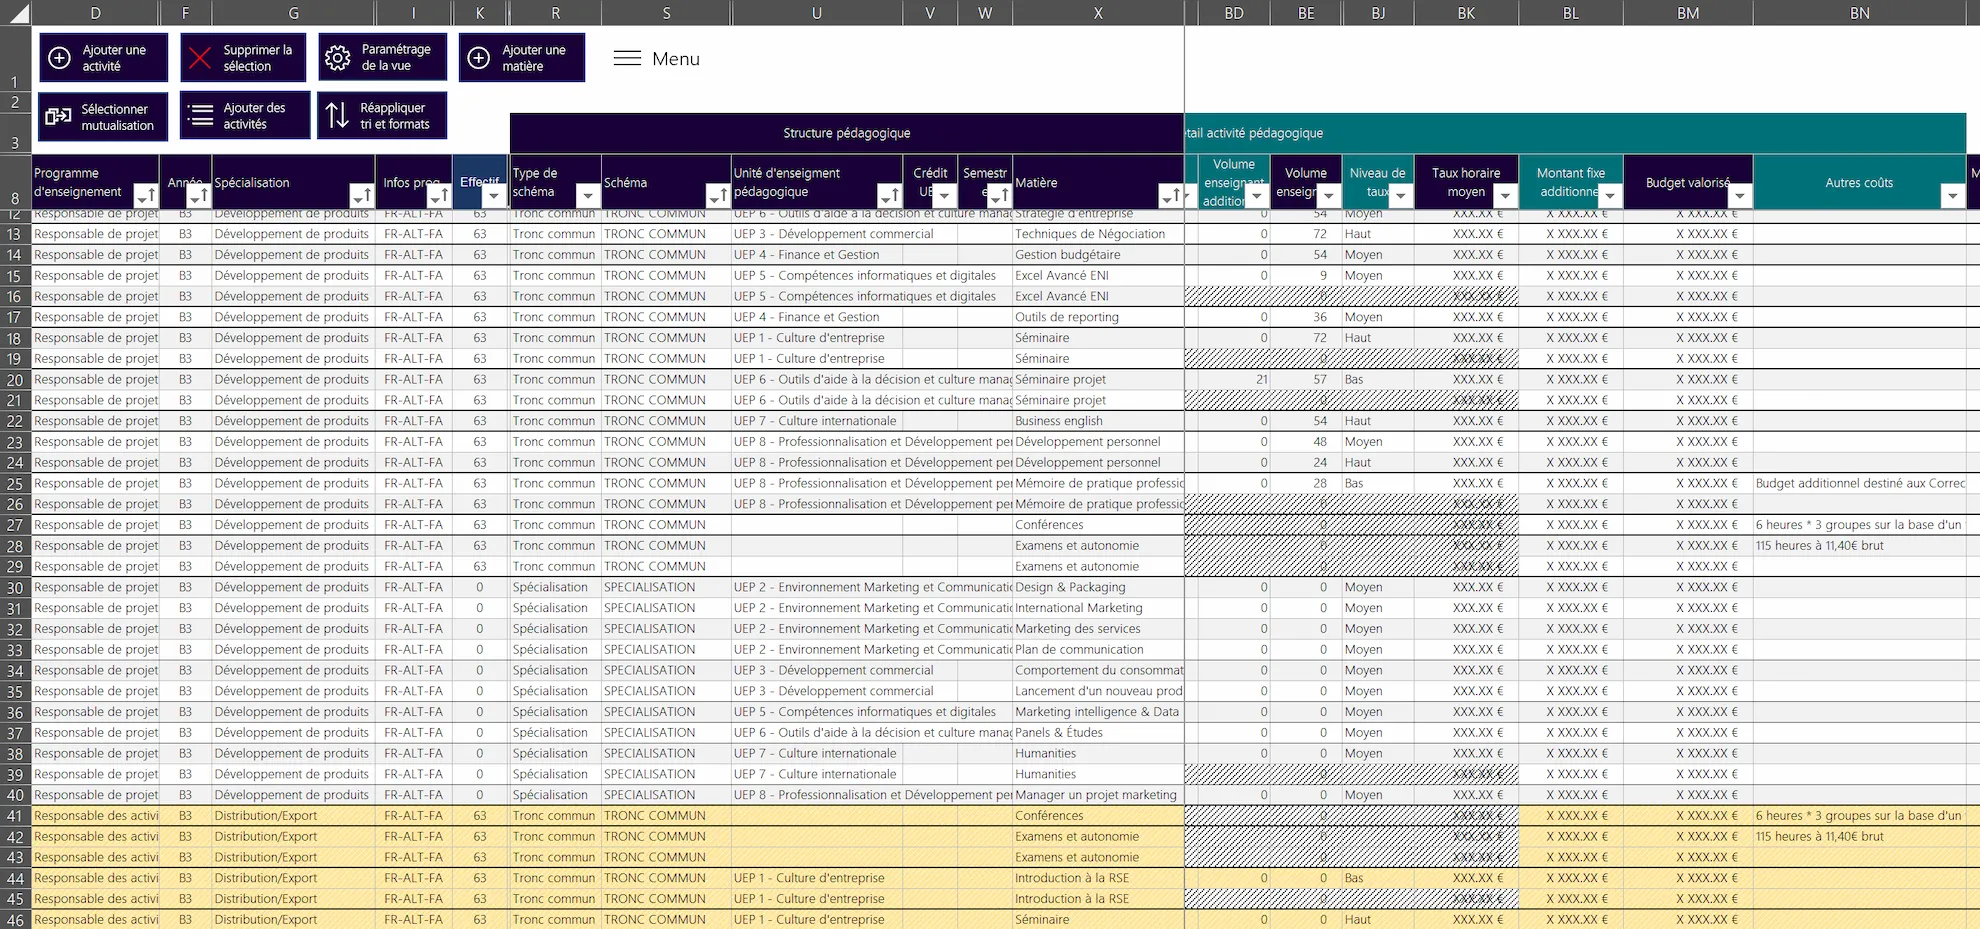 D F G I K R S U V W X BD BE BJ BK BL BM BN
1 Ajouter une activité Supprimer la sélection Paramétrage de la vue Ajouter une matière Menu
2 Sélectionner mutualisation Ajouter des activités Réappliquer tri et formats
3 Structure pédagogique tail activité pédagogique
8 Programme d'enseignement Année Spécialisation Infos prog Effectif Type de schéma Schéma Unité d'enseigment pédagogique Crédit UE Semestr e Matière Volume enseignant addition Volume enseign Niveau de taux Taux horaire moyen Montant fixe additionne Budget valorisé Autres coûts M
12 Responsable de projet B3 Développement de produits FR-ALT-FA 63 Tronc commun TRONC COMMUN UEP 6 - Outils d'aide à la décision et culture manag Stratégie d'entreprise 0 54 Moyen XXX.XX € X XXX.XX € X XXX.XX €
13 Responsable de projet B3 Développement de produits FR-ALT-FA 63 Tronc commun TRONC COMMUN UEP 3 - Développement commercial Techniques de Négociation 0 72 Haut XXX.XX € X XXX.XX € X XXX.XX €
14 Responsable de projet B3 Développement de produits FR-ALT-FA 63 Tronc commun TRONC COMMUN UEP 4 - Finance et Gestion Gestion budgétaire 0 54 Moyen XXX.XX € X XXX.XX € X XXX.XX €
15 Responsable de projet B3 Développement de produits FR-ALT-FA 63 Tronc commun TRONC COMMUN UEP 5 - Compétences informatiques et digitales Excel Avancé ENI 0 9 Moyen XXX.XX € X XXX.XX € X XXX.XX €
16 Responsable de projet B3 Développement de produits FR-ALT-FA 63 Tronc commun TRONC COMMUN UEP 5 - Compétences informatiques et digitales Excel Avancé ENI 0 XXX.XX € X XXX.XX € X XXX.XX €
17 Responsable de projet B3 Développement de produits FR-ALT-FA 63 Tronc commun TRONC COMMUN UEP 4 - Finance et Gestion Outils de reporting 0 36 Moyen XXX.XX € X XXX.XX € X XXX.XX €
18 Responsable de projet B3 Développement de produits FR-ALT-FA 63 Tronc commun TRONC COMMUN UEP 1 - Culture d'entreprise Séminaire 0 72 Haut XXX.XX € X XXX.XX € X XXX.XX €
19 Responsable de projet B3 Développement de produits FR-ALT-FA 63 Tronc commun TRONC COMMUN UEP 1 - Culture d'entreprise Séminaire 0 XXX.XX € X XXX.XX € X XXX.XX €
20 Responsable de projet B3 Développement de produits FR-ALT-FA 63 Tronc commun TRONC COMMUN UEP 6 - Outils d'aide à la décision et culture manag Séminaire projet 21 57 Bas XXX.XX € X XXX.XX € X XXX.XX €
21 Responsable de projet B3 Développement de produits FR-ALT-FA 63 Tronc commun TRONC COMMUN UEP 6 - Outils d'aide à la décision et culture manag Séminaire projet 0 XXX.XX € X XXX.XX € X XXX.XX €
22 Responsable de projet B3 Développement de produits FR-ALT-FA 63 Tronc commun TRONC COMMUN UEP 7 - Culture internationale Business english 0 54 Haut XXX.XX € X XXX.XX € X XXX.XX €
23 Responsable de projet B3 Développement de produits FR-ALT-FA 63 Tronc commun TRONC COMMUN UEP 8 - Professionnalisation et Développement per Développement personnel 0 48 Moyen XXX.XX € X XXX.XX € X XXX.XX €
24 Responsable de projet B3 Développement de produits FR-ALT-FA 63 Tronc commun TRONC COMMUN UEP 8 - Professionnalisation et Développement per Développement personnel 0 24 Haut XXX.XX € X XXX.XX € X XXX.XX €
25 Responsable de projet B3 Développement de produits FR-ALT-FA 63 Tronc commun TRONC COMMUN UEP 8 - Professionnalisation et Développement per Mémoire de pratique professio 0 28 Bas XXX.XX € X XXX.XX € X XXX.XX € Budget additionnel destiné aux Correc
26 Responsable de projet B3 Développement de produits FR-ALT-FA 63 Tronc commun TRONC COMMUN UEP 8 - Professionnalisation et Développement per Mémoire de pratique professio 0 XXX.XX € X XXX.XX € X XXX.XX €
27 Responsable de projet B3 Développement de produits FR-ALT-FA 63 Tronc commun TRONC COMMUN Conférences 0 XXX.XX € X XXX.XX € X XXX.XX € 6 heures * 3 groupes sur la base d'un
28 Responsable de projet B3 Développement de produits FR-ALT-FA 63 Tronc commun TRONC COMMUN Examens et autonomie 0 XXX.XX € X XXX.XX € X XXX.XX € 115 heures à 11,40€ brut
29 Responsable de projet B3 Développement de produits FR-ALT-FA 63 Tronc commun TRONC COMMUN Examens et autonomie 0 XXX.XX € X XXX.XX € X XXX.XX €
30 Responsable de projet B3 Développement de produits FR-ALT-FA 0 Spécialisation SPECIALISATION UEP 2 - Environnement Marketing et Communicatio Design & Packaging 0 0 Moyen XXX.XX € X XXX.XX € X XXX.XX €
31 Responsable de projet B3 Développement de produits FR-ALT-FA 0 Spécialisation SPECIALISATION UEP 2 - Environnement Marketing et Communicatio International Marketing 0 0 Moyen XXX.XX € X XXX.XX € X XXX.XX €
32 Responsable de projet B3 Développement de produits FR-ALT-FA 0 Spécialisation SPECIALISATION UEP 2 - Environnement Marketing et Communicatio Marketing des services 0 0 Moyen XXX.XX € X XXX.XX € X XXX.XX €
33 Responsable de projet B3 Développement de produits FR-ALT-FA 0 Spécialisation SPECIALISATION UEP 2 - Environnement Marketing et Communicatio Plan de communication 0 0 Moyen XXX.XX € X XXX.XX € X XXX.XX €
34 Responsable de projet B3 Développement de produits FR-ALT-FA 0 Spécialisation SPECIALISATION UEP 3 - Développement commercial Comportement du consommat 0 0 Moyen XXX.XX € X XXX.XX € X XXX.XX €
35 Responsable de projet B3 Développement de produits FR-ALT-FA 0 Spécialisation SPECIALISATION UEP 3 - Développement commercial Lancement d'un nouveau prod 0 0 Moyen XXX.XX € X XXX.XX € X XXX.XX €
36 Responsable de projet B3 Développement de produits FR-ALT-FA 0 Spécialisation SPECIALISATION UEP 5 - Compétences informatiques et digitales Marketing intelligence & Data 0 0 Moyen XXX.XX € X XXX.XX € X XXX.XX €
37 Responsable de projet B3 Développement de produits FR-ALT-FA 0 Spécialisation SPECIALISATION UEP 6 - Outils d'aide à la décision et culture manag Panels & Études 0 0 Moyen XXX.XX € X XXX.XX € X XXX.XX €
38 Responsable de projet B3 Développement de produits FR-ALT-FA 0 Spécialisation SPECIALISATION UEP 7 - Culture internationale Humanities 0 0 Moyen XXX.XX € X XXX.XX € X XXX.XX €
39 Responsable de projet B3 Développement de produits FR-ALT-FA 0 Spécialisation SPECIALISATION UEP 7 - Culture internationale Humanities 0 XXX.XX € X XXX.XX € X XXX.XX €
40 Responsable de projet B3 Développement de produits FR-ALT-FA 0 Spécialisation SPECIALISATION UEP 8 - Professionnalisation et Développement per Manager un projet marketing 0 0 Moyen XXX.XX € X XXX.XX € X XXX.XX €
41 Responsable des activi B3 Distribution/Export FR-ALT-FA 63 Tronc commun TRONC COMMUN Conférences 0 XXX.XX € X XXX.XX € X XXX.XX € 6 heures * 3 groupes sur la base d'un
42 Responsable des activi B3 Distribution/Export FR-ALT-FA 63 Tronc commun TRONC COMMUN Examens et autonomie 0 XXX.XX € X XXX.XX € X XXX.XX € 115 heures à 11,40€ brut
43 Responsable des activi B3 Distribution/Export FR-ALT-FA 63 Tronc commun TRONC COMMUN Examens et autonomie 0 XXX.XX € X XXX.XX € X XXX.XX €
44 Responsable des activi B3 Distribution/Export FR-ALT-FA 63 Tronc commun TRONC COMMUN UEP 1 - Culture d'entreprise Introduction à la RSE 0 0 Bas XXX.XX € X XXX.XX € X XXX.XX €
45 Responsable des activi B3 Distribution/Export FR-ALT-FA 63 Tronc commun TRONC COMMUN UEP 1 - Culture d'entreprise Introduction à la RSE 0 XXX.XX € X XXX.XX € X XXX.XX €
46 Responsable des activi B3 Distribution/Export FR-ALT-FA 63 Tronc commun TRONC COMMUN UEP 1 - Culture d'entreprise Séminaire 0 0 Haut XXX.XX € X XXX.XX € X XXX.XX €